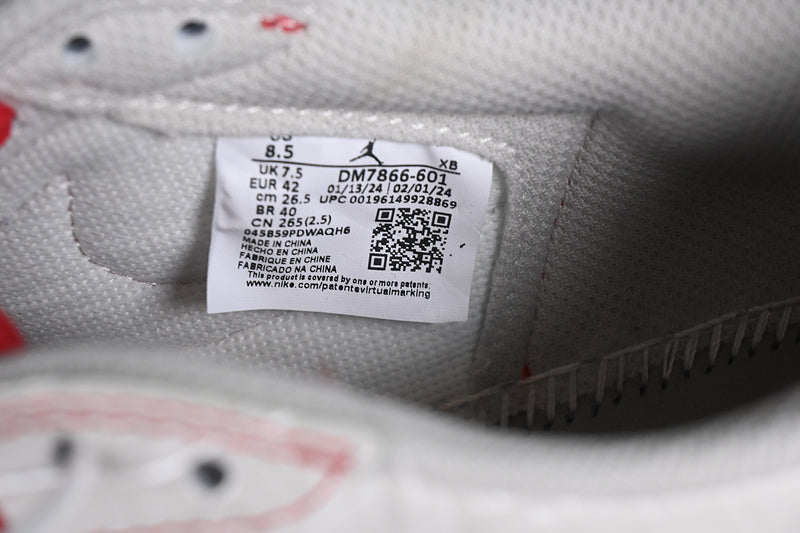 US
8.5
XB
UK 7.5
DM7866-601
EUR 42
01/13/24 | 02/01/24
cm 26.5
UPC 00196149928869
BR 40
CN 265(2.5)
045B59PDWAQH6
MADE IN CHINA
HECHO EN CHINA
FABRIQUE EN CHINE
FABRICADO NA CHINA
This product is covered by one or more patents:
www.nike.com/patentsvirtualmarking